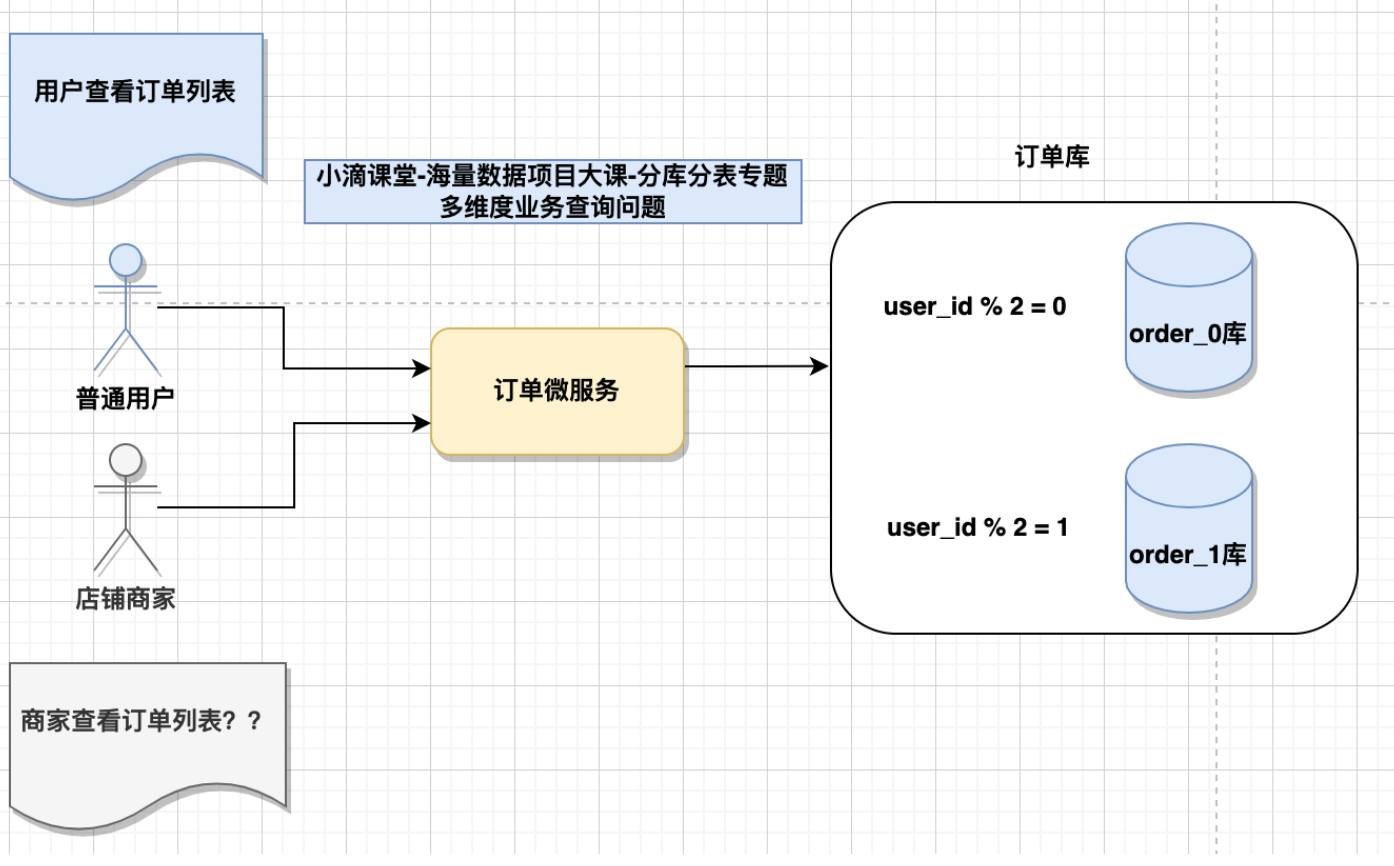 用户查看订单列表
小滴课堂-海量数据项目大课-分库分表专题
多维度业务查询问题
订单库
user_id % 2 = 0
order_0库
普通用户
订单微服务
user_id % 2 = 1
order_1库
店铺商家
商家查看订单列表？？